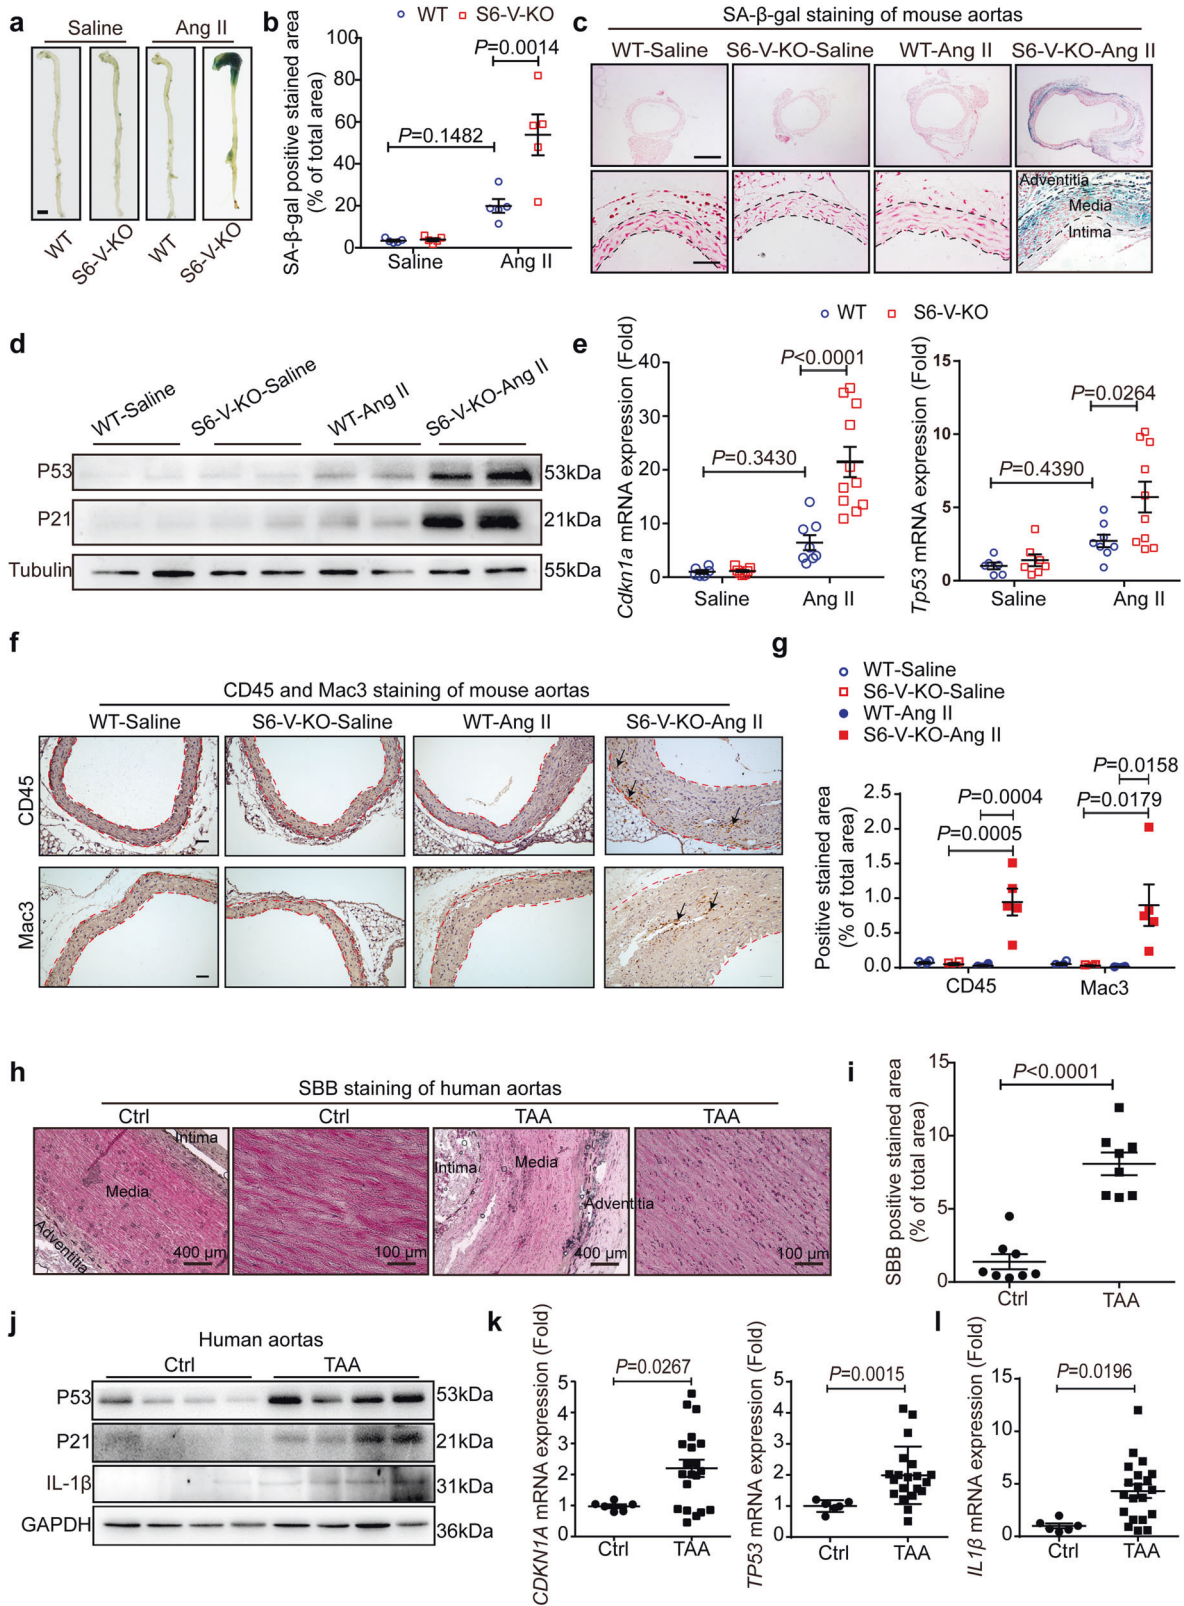 a
Saline
Ang II
WT
S6-V-KO
WT
S6-V-KO
b
WT
S6-V-KO
SA-β-gal positive stained area
(% of total area)
100
80
60
40
20
0
P=0.0014
P=0.1482
Saline
Ang II
c
SA-β-gal staining of mouse aortas
WT-Saline
S6-V-KO-Saline
WT-Ang II
S6-V-KO-Ang II
Adventitia
Media
Intima
d
WT-Saline
S6-V-KO-Saline
WT-Ang II
S6-V-KO-Ang II
P53
53kDa
P21
21kDa
Tubulin
55kDa
WT
S6-V-KO
e
Cdkn1a mRNA expression (Fold)
40
30
20
10
0
P<0.0001
P=0.3430
Saline
Ang II
Tp53 mRNA expression (Fold)
15
10
5
0
P=0.0264
P=0.4390
Saline
Ang II
f
CD45 and Mac3 staining of mouse aortas
WT-Saline
S6-V-KO-Saline
WT-Ang II
S6-V-KO-Ang II
CD45
Mac3
g
WT-Saline
S6-V-KO-Saline
WT-Ang II
S6-V-KO-Ang II
Positive stained area
(% of total area)
2.5
2.0
1.5
1.0
0.5
0.0
P=0.0158
P=0.0004
P=0.0179
P=0.0005
CD45
Mac3
h
SBB staining of human aortas
Ctrl
Ctrl
TAA
TAA
Intima
Media
Adventitia
400 μm
100 μm
Intima
Media
Adventitia
400 μm
100 μm
i
SBB positive stained area
(% of total area)
15
10
5
0
P<0.0001
Ctrl
TAA
j
Human aortas
Ctrl
TAA
P53
53kDa
P21
21kDa
IL-1β
31kDa
GAPDH
36kDa
k
CDKN1A mRNA expression (Fold)
5
4
3
2
1
0
P=0.0267
Ctrl
TAA
TP53 mRNA expression (Fold)
5
4
3
2
1
0
P=0.0015
Ctrl
TAA
l
IL1β mRNA expression (Fold)
15
10
5
0
P=0.0196
Ctrl
TAA